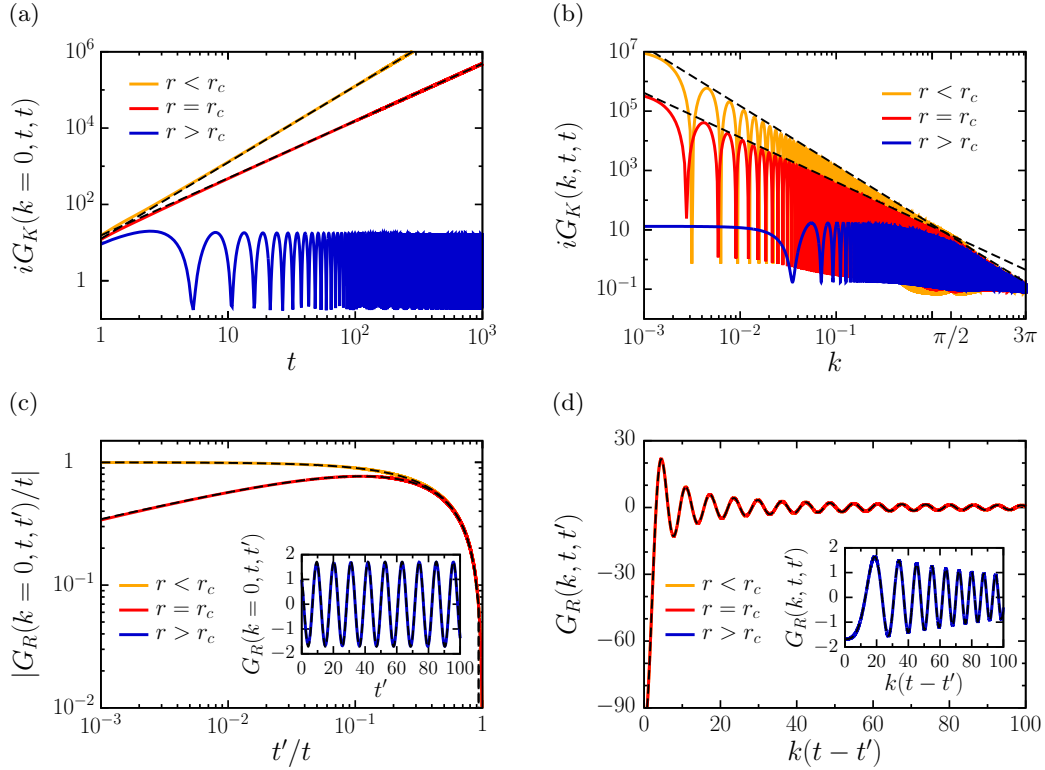 (a)
iG_K(k = 0, t, t)
10^6
10^4
10^2
1
r < r_c
r = r_c
r > r_c
1 10 10^2 10^3
t
(b)
iG_K(k, t, t)
10^7
10^5
10^3
10
10^{−1}
r < r_c
r = r_c
r > r_c
10^{−3} 10^{−2} 10^{−1} π/2 3π
k
(c)
|G_R(k = 0, t, t′)/t|
1
10^{−1}
10^{−2}
r < r_c
r = r_c
r > r_c
G_R(k = 0, t, t′)
2
1
0
−1
−2
0 20 40 60 80 100
t′
10^{−3} 10^{−2} 10^{−1} 1
t′/t
(d)
G_R(k, t, t′)
30
0
−30
−60
−90
r < r_c
r = r_c
r > r_c
G_R(k, t, t′)
2
1
0
−1
−2
0 20 40 60 80 100
k(t − t′)
0 20 40 60 80 100
k(t − t′)